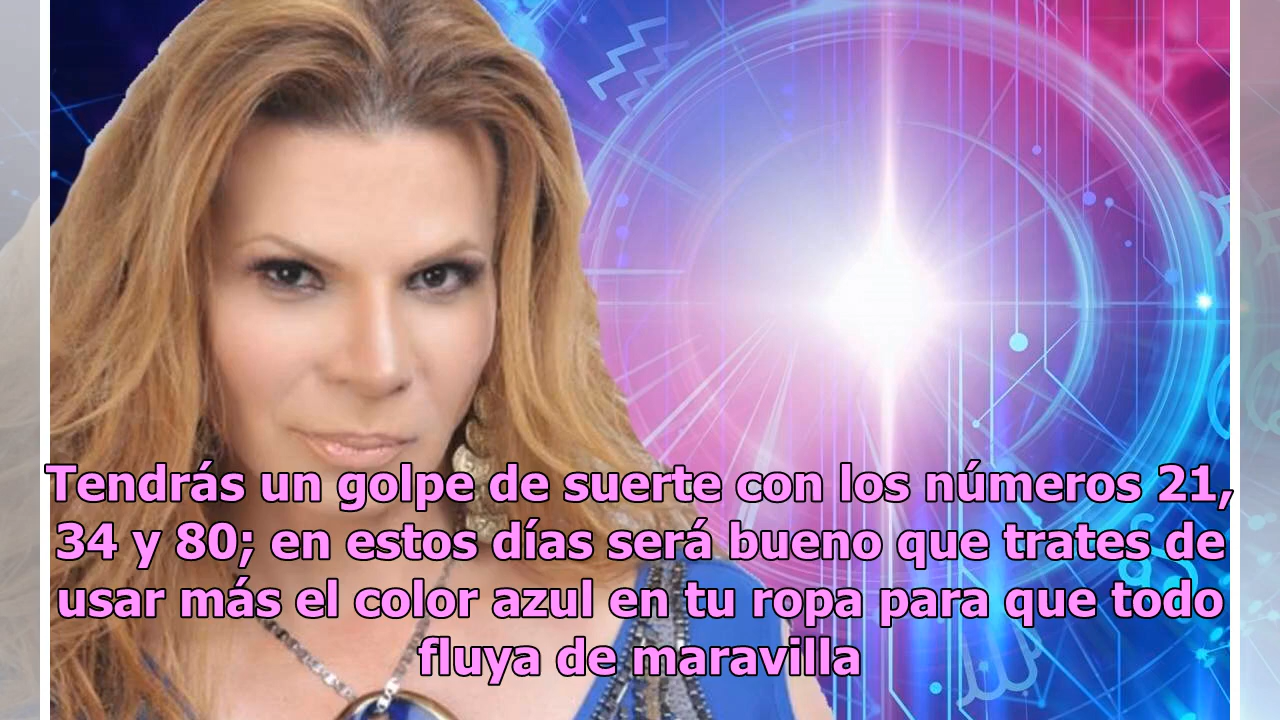 Tendrás un golpe de suerte con los números 21,
34 y 80; en estos días será bueno que trates de
usar más el color azul en tu ropa para que todo
fluya de maravilla